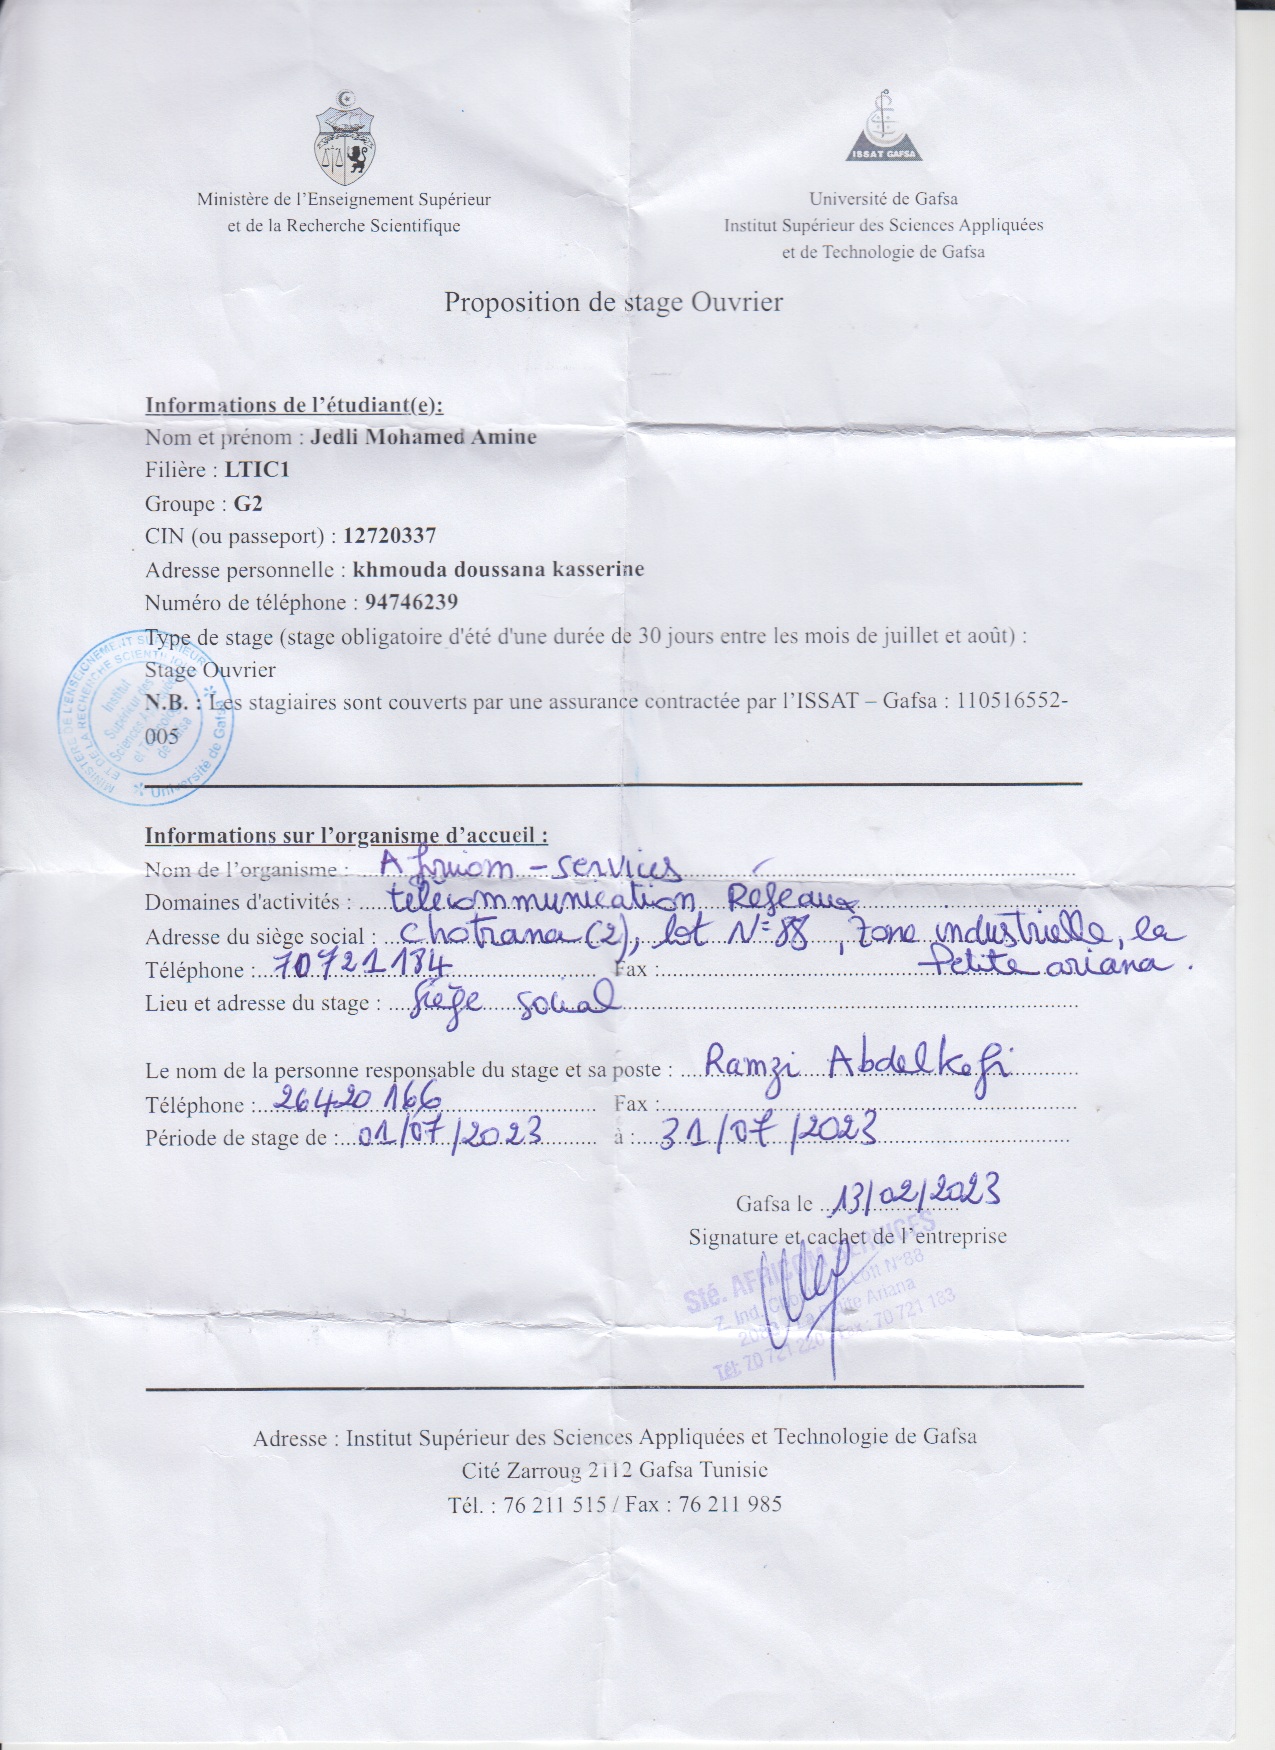 ISSAT GAFSA
Ministère de l'Enseignement Supérieur
et de la Recherche Scientifique
Université de Gafsa
Institut Supérieur des Sciences Appliquées
et de Technologie de Gafsa
Proposition de stage Ouvrier
Informations de l'étudiant(e):
Nom et prénom : Jedli Mohamed Amine
Filière : LTIC1
Groupe : G2
CIN (ou passeport) : 12720337
Adresse personnelle : khmouda doussana kasserine
Numéro de téléphone : 94746239
Type de stage (stage obligatoire d'été d'une durée de 30 jours entre les mois de juillet et août) :
Stage Ouvrier
N.B. : Les stagiaires sont couverts par une assurance contractée par l'ISSAT – Gafsa : 110516552-
005
MINISTERE DE L'ENSEIGNEMENT SUPERIEUR
ET DE LA RECHERCHE SCIENTIFIQUE
Université de Gafsa
Institut
Supérieur des
Sciences Appliquées
et Technologie
de Gafsa
Informations sur l'organisme d'accueil :
Nom de l'organisme : Africom - services
Domaines d'activités : télécommunication Reseaux
Adresse du siège social : Chotrana (2), lot N°88, zone industrielle, la
Petite ariana.
Téléphone : 70721184 Fax :
Lieu et adresse du stage : siège social
Le nom de la personne responsable du stage et sa poste : Ramzi Abdelkefi
Téléphone : 26420166 Fax :
Période de stage de : 01/07/2023 à : 31/07/2023
Gafsa le 13/02/2023
Signature et cachet de l'entreprise
Sté. AFRICOM SERVICES
Z. Ind. Lott N°88
La Petite Ariana
Tél: 70 721 220 Fax: 70 721 183
Adresse : Institut Supérieur des Sciences Appliquées et Technologie de Gafsa
Cité Zarroug 2112 Gafsa Tunisie
Tél. : 76 211 515 / Fax : 76 211 985